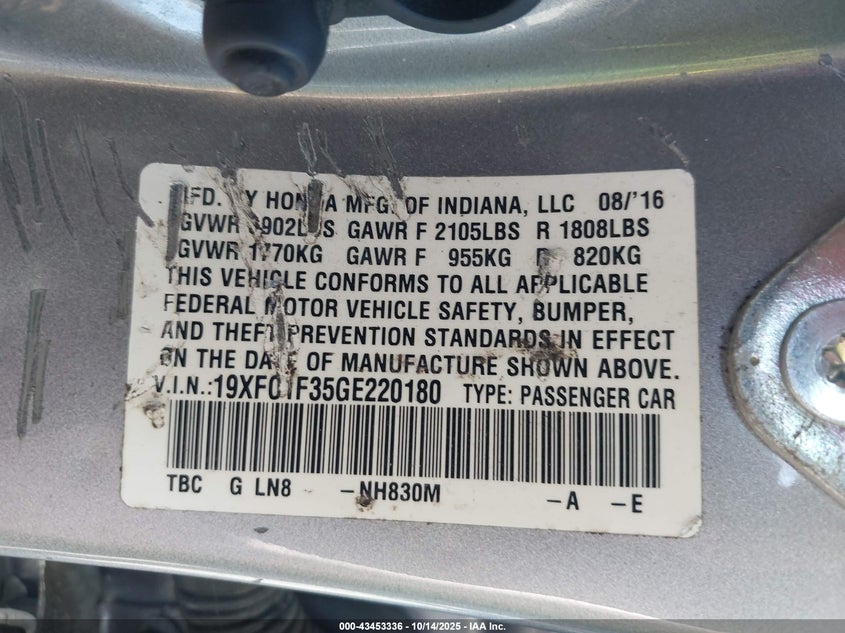 MFD. BY HONDA MFG. OF INDIANA, LLC 08/'16
GVWR 3902LBS GAWR F 2105LBS R 1808LBS
GVWR 1770KG GAWR F 955KG R 820KG
THIS VEHICLE CONFORMS TO ALL APPLICABLE
FEDERAL MOTOR VEHICLE SAFETY, BUMPER,
AND THEFT PREVENTION STANDARDS IN EFFECT
ON THE DATE OF MANUFACTURE SHOWN ABOVE.
V.I.N.: TYPE: PASSENGER CAR
TBC G LN8 -NH830M -A -E
000-43453336 - 10/14/2025 - IAA Inc.